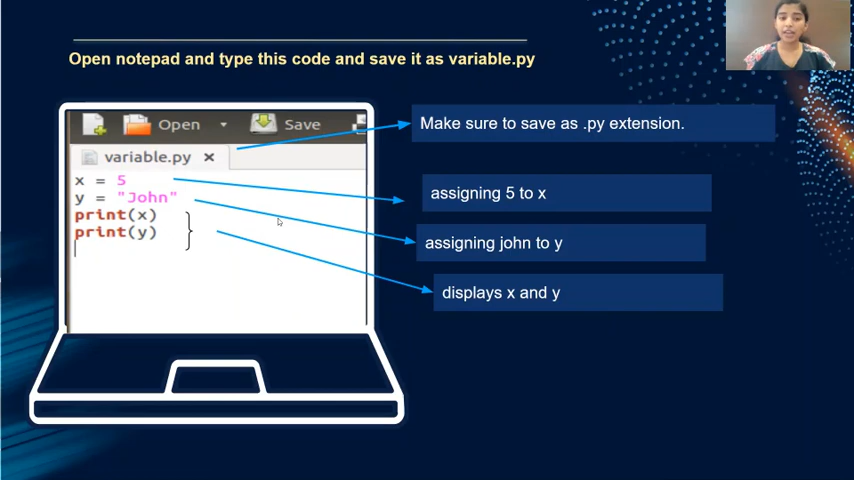 Open notepad and type this code and save it as variable.py
Open
Save
variable.py
x = 5
y = "John"
print(x)
print(y)
Make sure to save as .py extension.
assigning 5 to x
assigning john to y
displays x and y